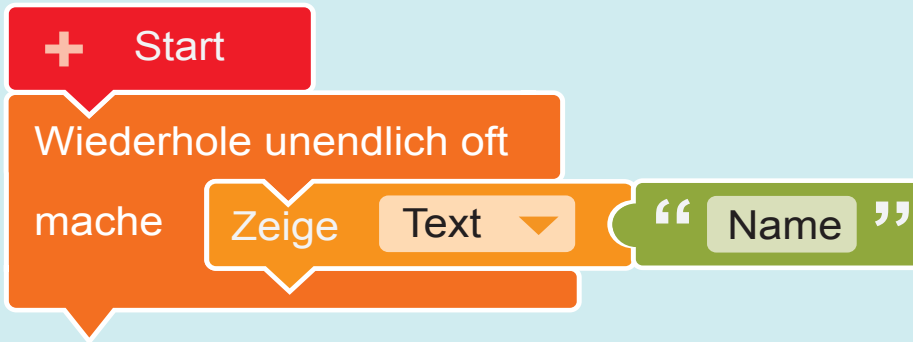 + Start
Wiederhole unendlich oft
mache Zeige Text “ Name ”